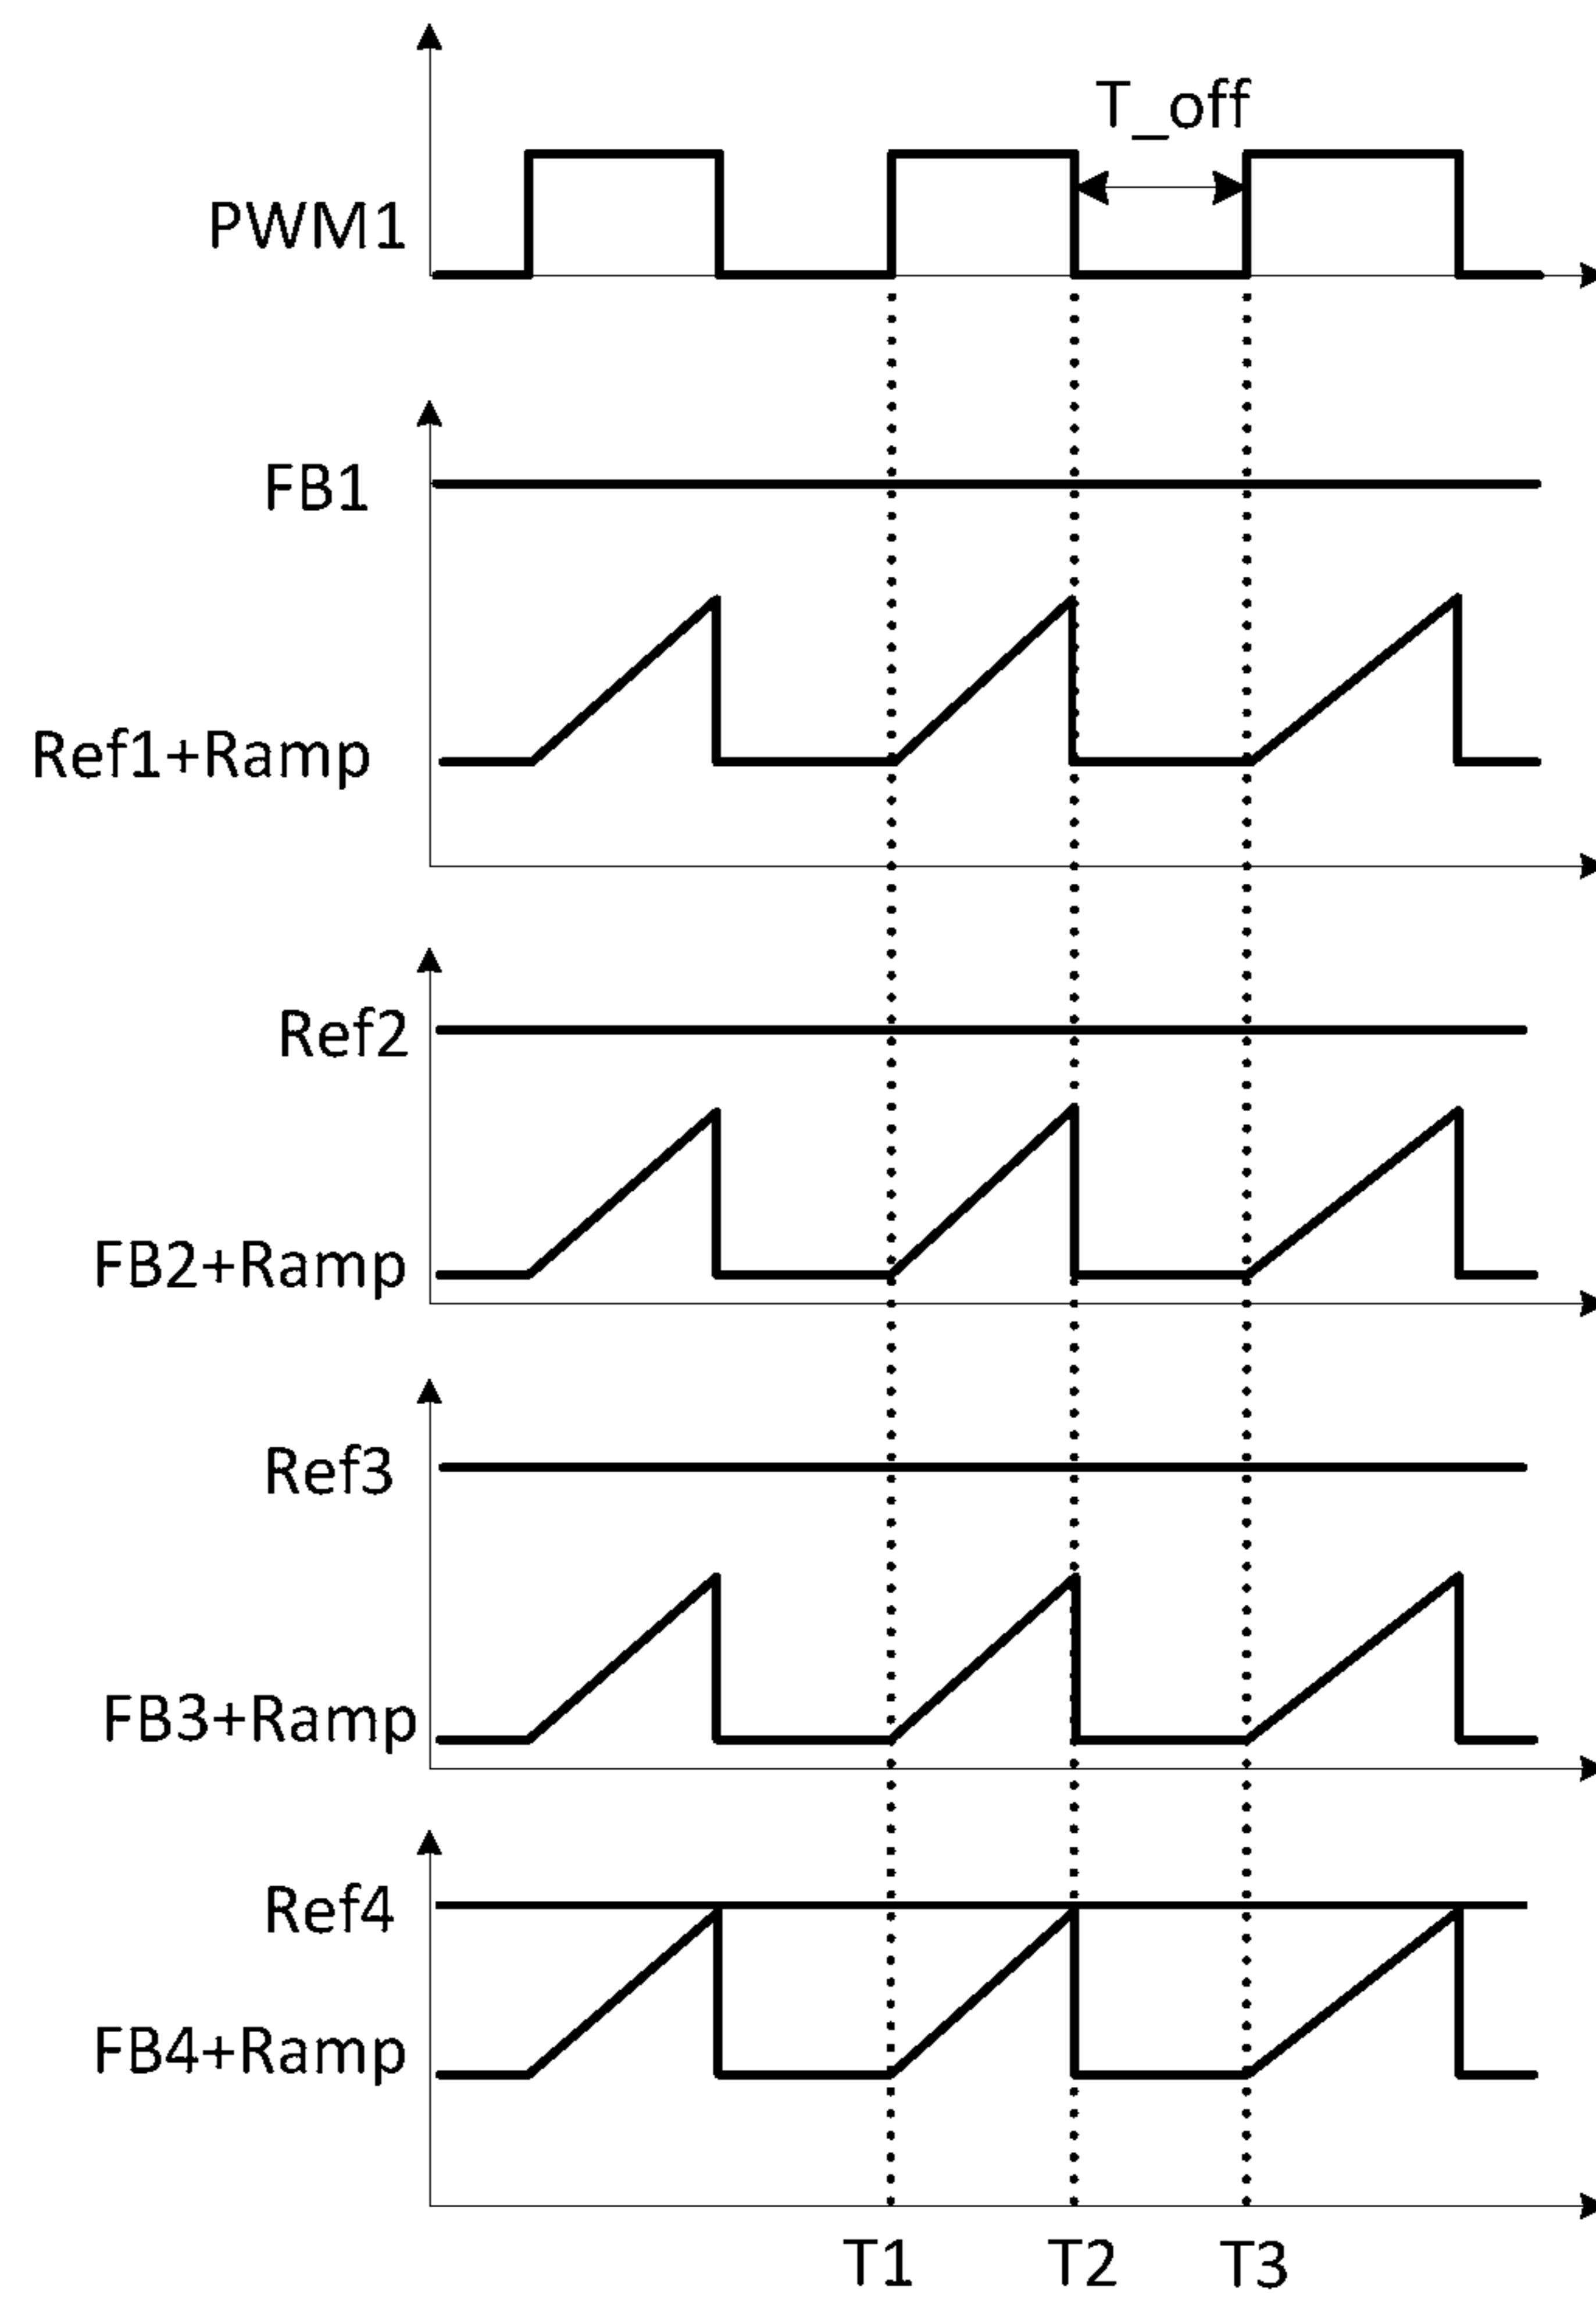 T_off
PWM1
FB1
Ref1+Ramp
Ref2
FB2+Ramp
Ref3
FB3+Ramp
Ref4
FB4+Ramp
T1 T2 T3